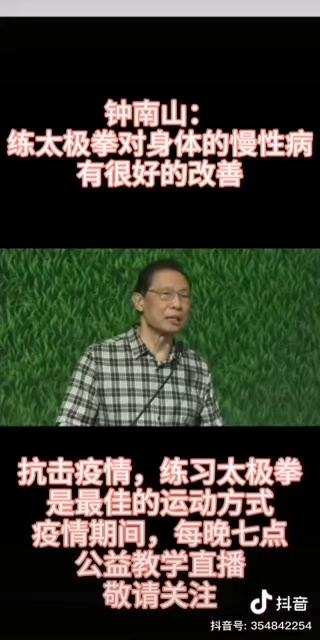 钟南山：
练太极拳对身体的慢性病
有很好的改善
抗击疫情，练习太极拳
是最佳的运动方式
疫情期间，每晚七点
公益教学直播
敬请关注
抖音
抖音号: 354842254